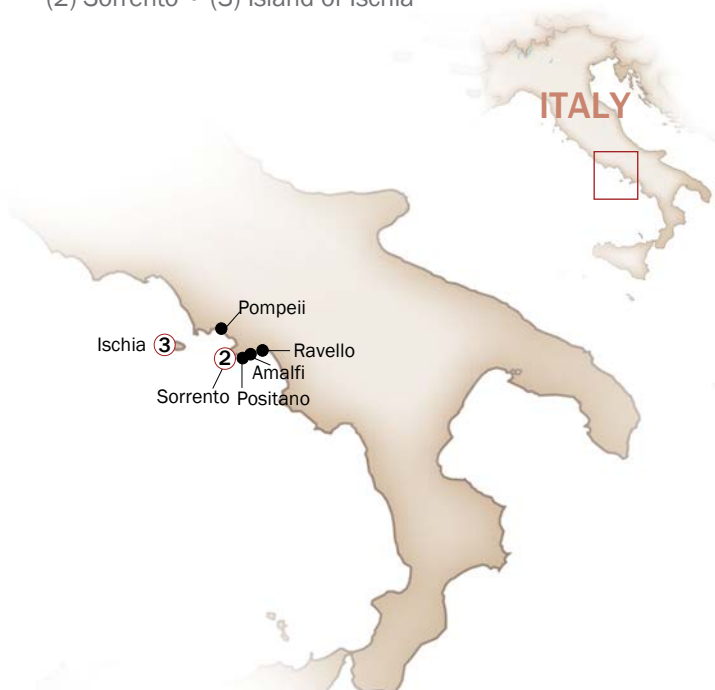 (2) Sorrento • (3) Island of Ischia
ITALY
Pompeii
Ischia 3
2
Ravello
Amalfi
Sorrento Positano